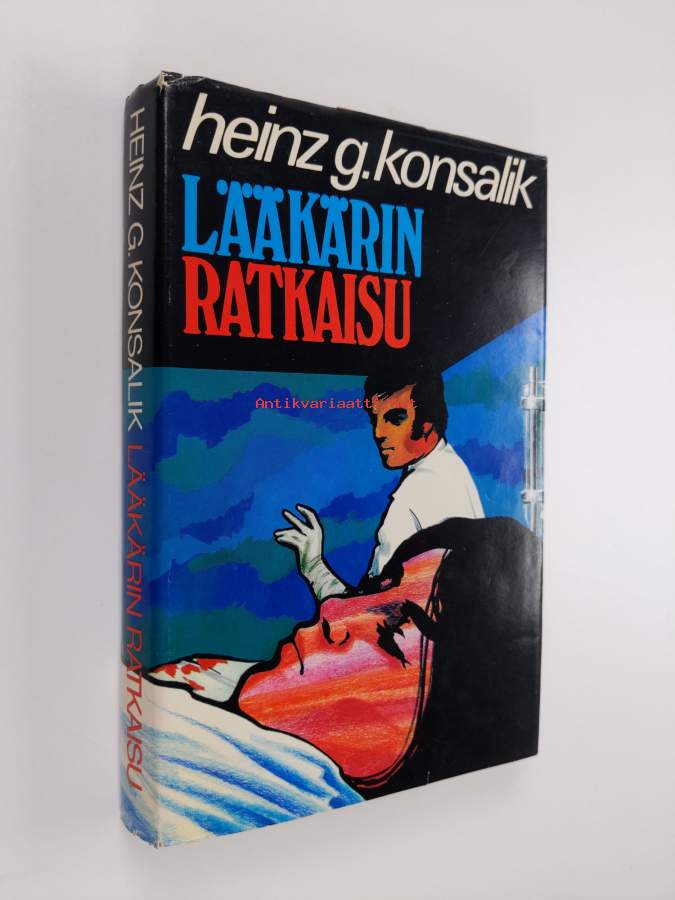 heinz g. konsalik
LÄÄKÄRIN
RATKAISU
HEINZ G. KONSALIK LÄÄKÄRIN RATKAISU